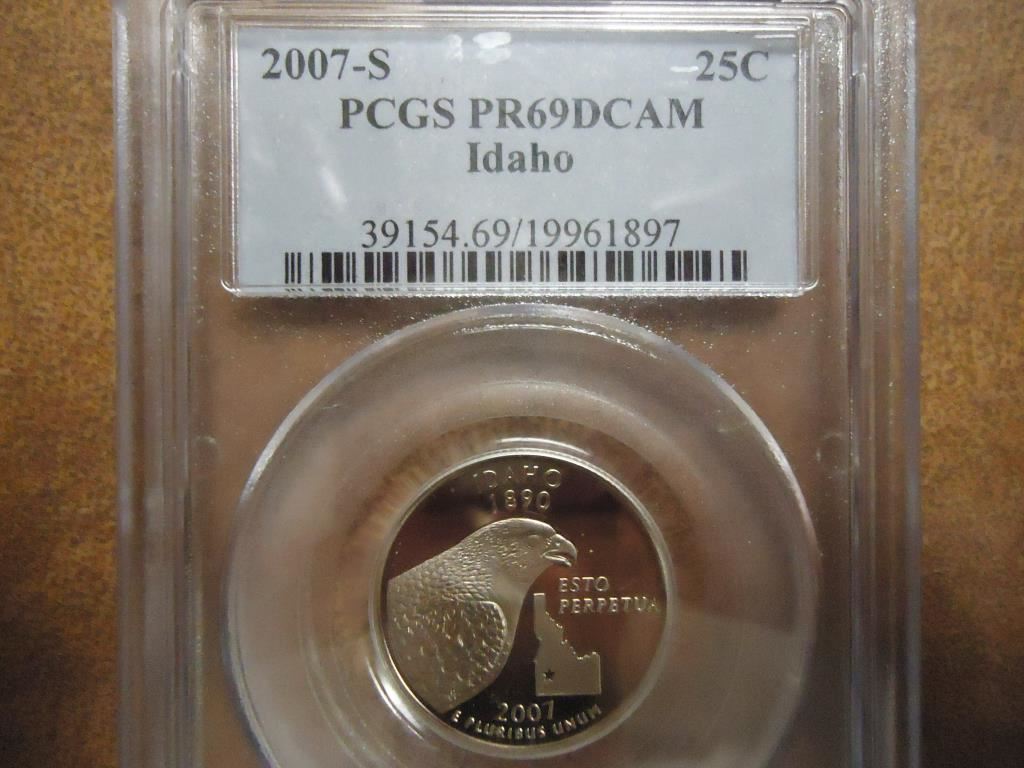 2007-S 25C
PCGS PR69DCAM
Idaho
39154.69/19961897
IDAHO
1890
ESTO
PERPETUA
2007
E PLURIBUS UNUM